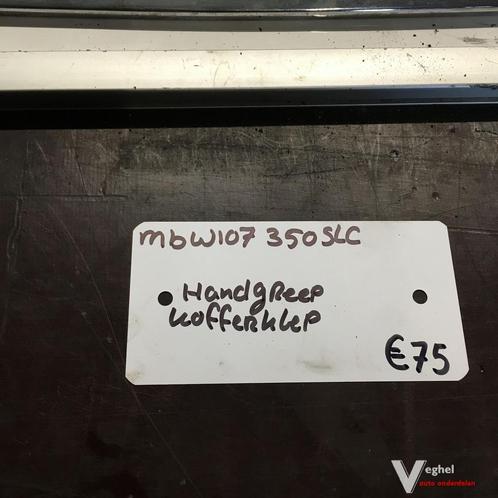 mbW107 350SLC
Handgreep
kofferklep
€75
Veghel
auto onderdelen